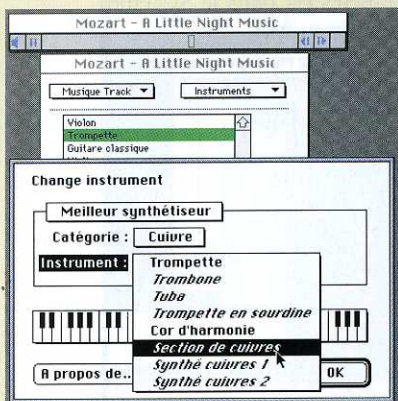 Mozart - A Little Night Music
Mozart - A Little Night Music
Musique Track
Instruments
Violon
Trompette
Guitare classique
Change instrument
Meilleur synthétiseur
Catégorie : Cuivre
Instrument :
Trompette
Trombone
Tuba
Trompette en sourdine
Cor d'harmonie
Section de cuivres
Synthé cuivres 1
Synthé cuivres 2
A propos de..
OK